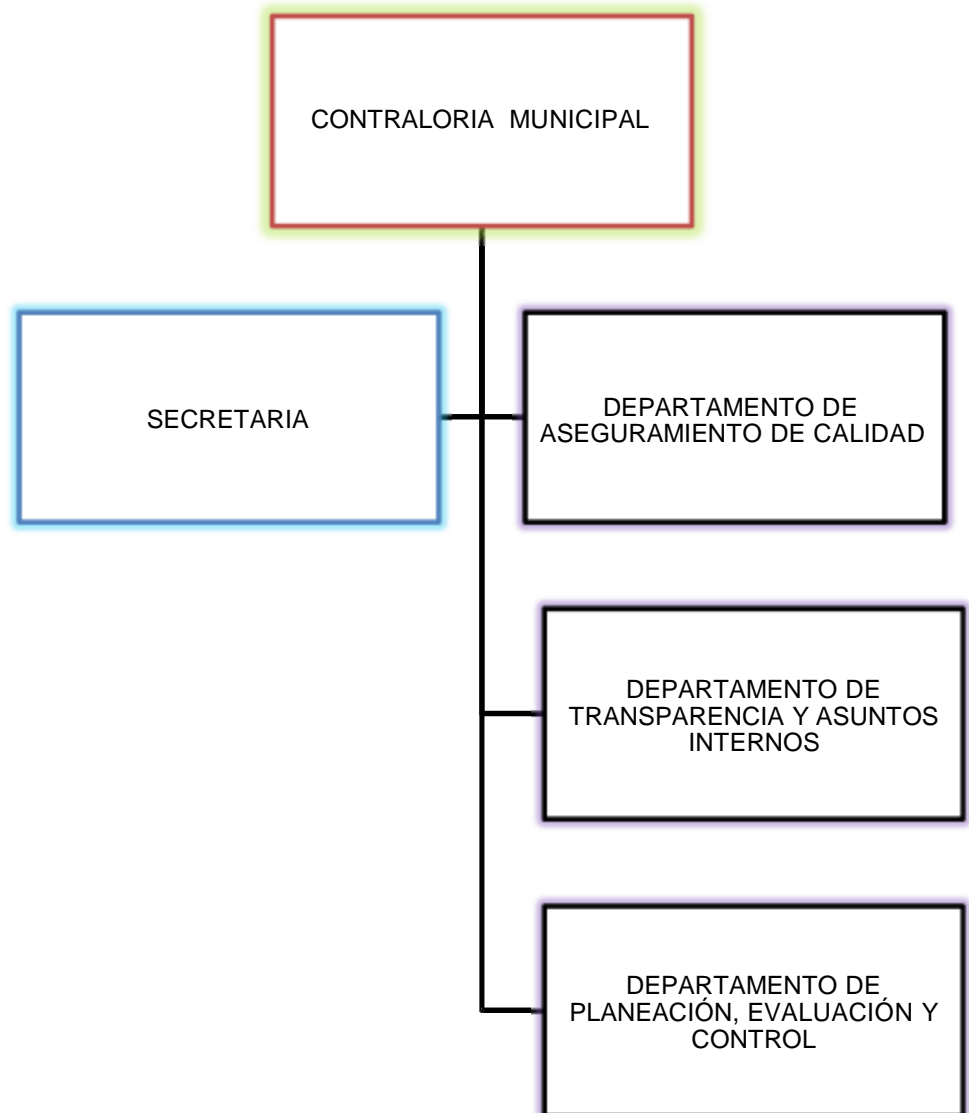 CONTRALORIA MUNICIPAL
SECRETARIA
DEPARTAMENTO DE
ASEGURAMIENTO DE CALIDAD
DEPARTAMENTO DE
TRANSPARENCIA Y ASUNTOS
INTERNOS
DEPARTAMENTO DE
PLANEACIÓN, EVALUACIÓN Y
CONTROL